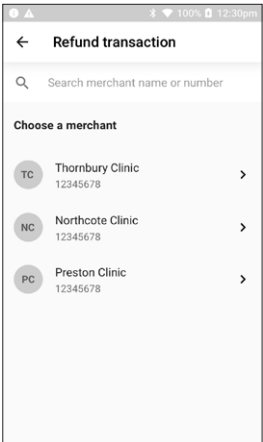 100% 12:30pm
Refund transaction
Search merchant name or number
Choose a merchant
TC
Thornbury Clinic
12345678
NC
Northcote Clinic
12345678
PC
Preston Clinic
12345678